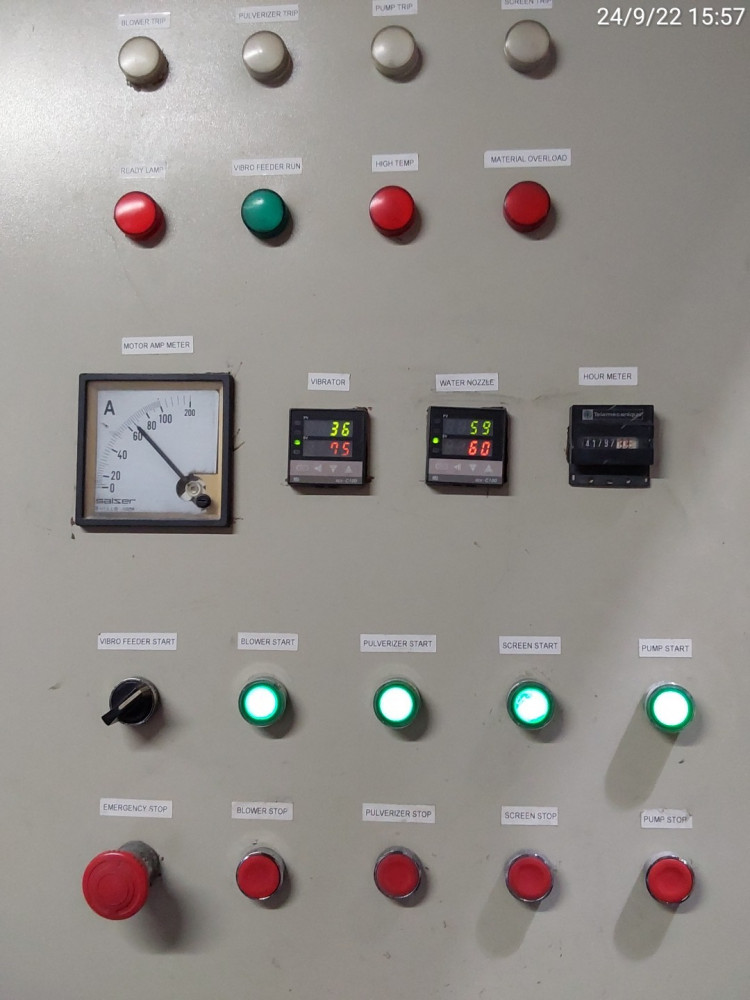 24/9/22 15:57
BLOWER TRIP
PULVERIZER TRIP
PUMP TRIP
SCREEN TRIP
READY LAMP
VIBRO FEEDER RUN
HIGH TEMP
MATERIAL OVERLOAD
MOTOR AMP METER
VIBRATOR
WATER NOZZLE
HOUR METER
A
0
20
40
60
80
100
200
salzer
36
75
59
60
Telemecanique
VIBRO FEEDER START
BLOWER START
PULVERIZER START
SCREEN START
PUMP START
EMERGENCY STOP
BLOWER STOP
PULVERIZER STOP
SCREEN STOP
PUMP STOP